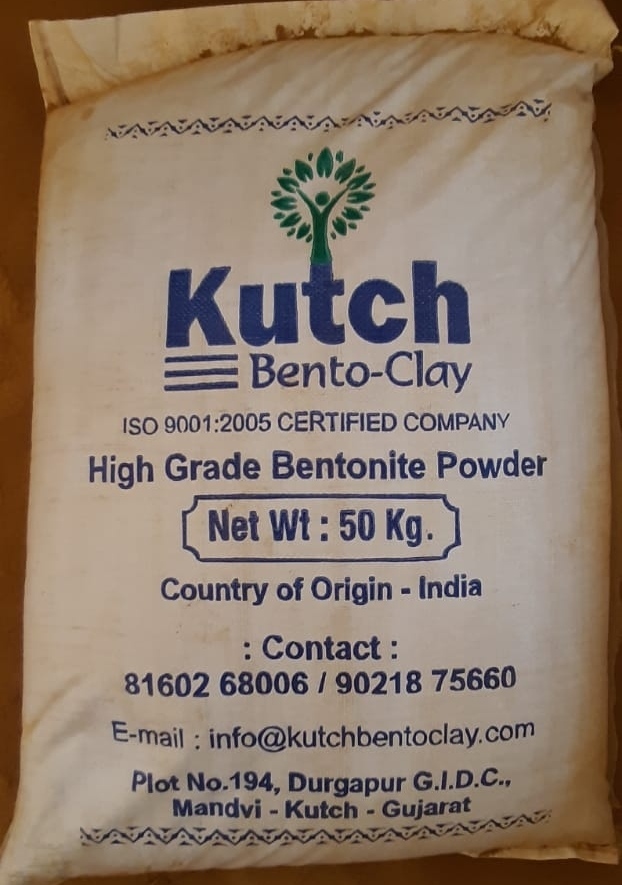 Kutch
Bento-Clay
ISO 9001:2005 CERTIFIED COMPANY
High Grade Bentonite Powder
Net Wt : 50 Kg.
Country of Origin - India
: Contact :
81602 68006 / 90218 75660
E-mail : info@kutchbentoclay.com
Plot No.194, Durgapur G.I.D.C.,
Mandvi - Kutch - Gujarat